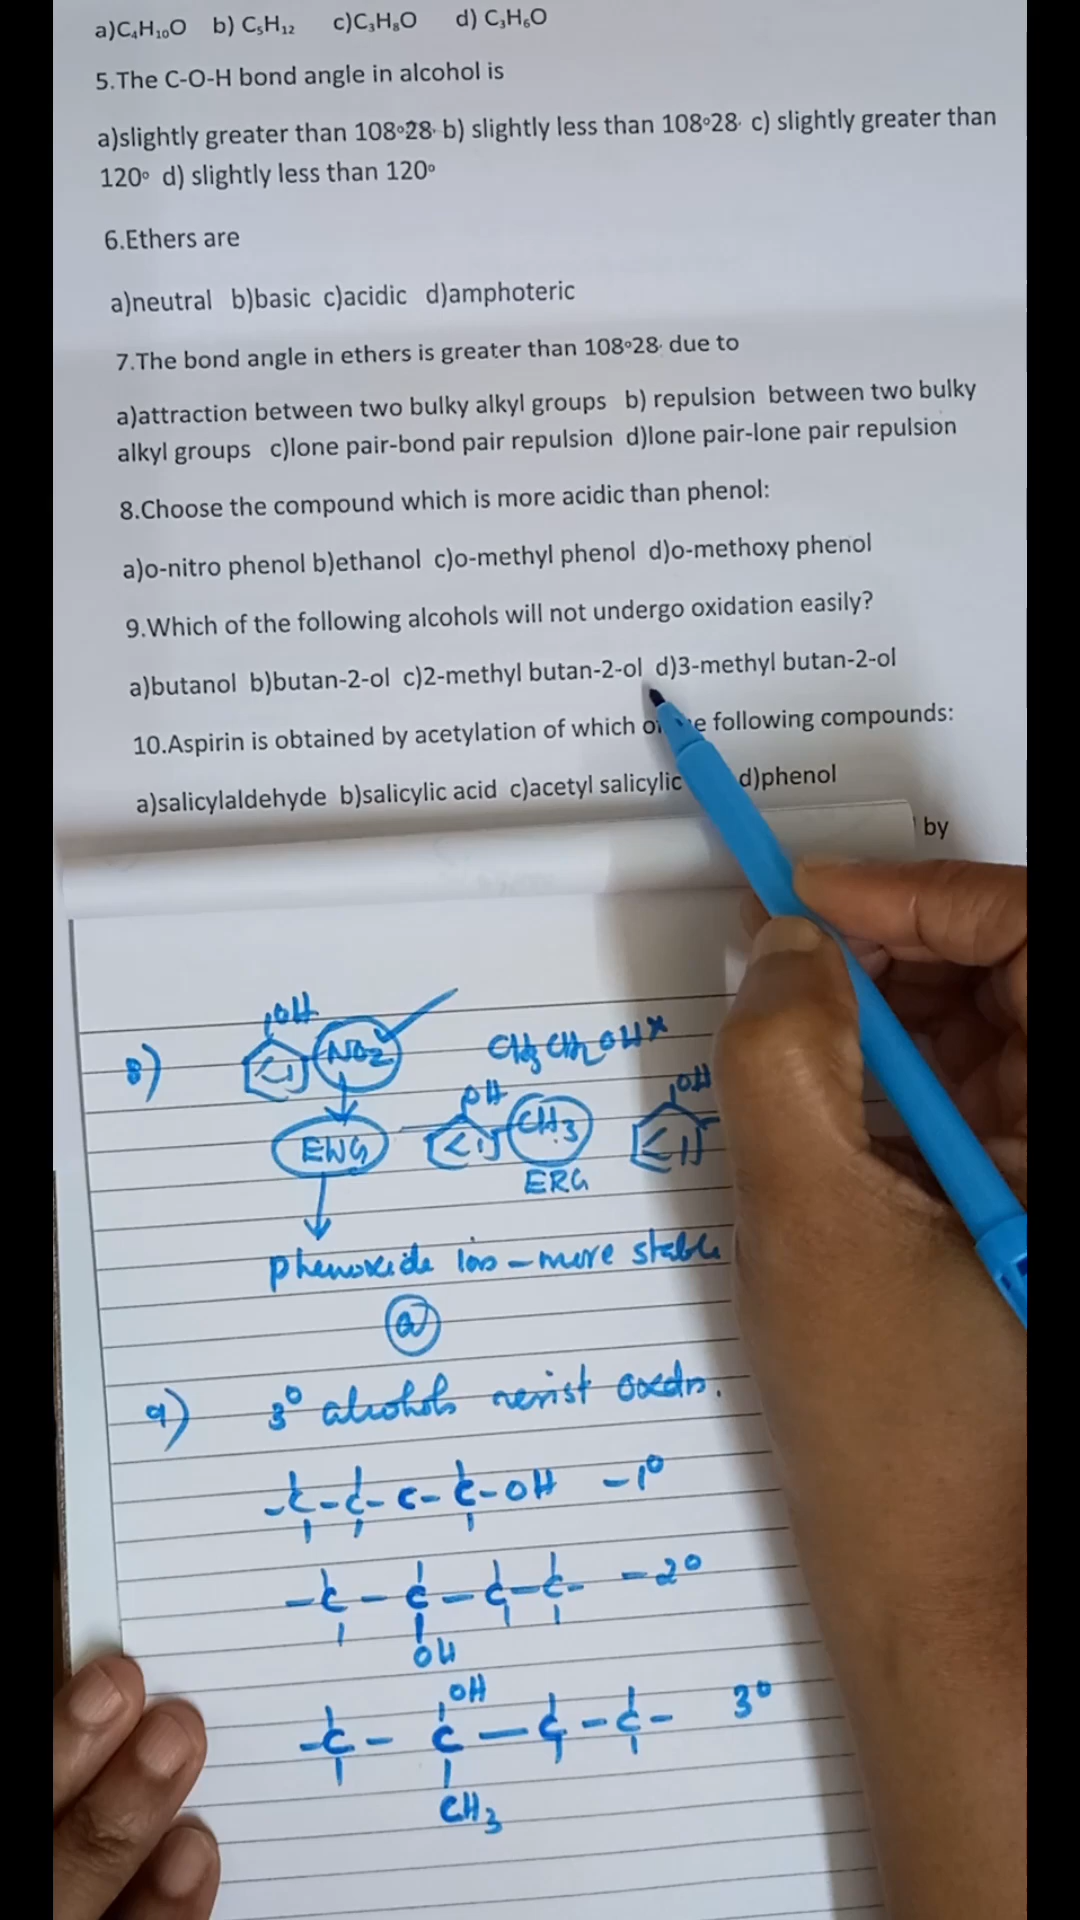 a)C₄H₁₀O b) C₅H₁₂ c)C₃H₈O d) C₃H₆O
5.The C-O-H bond angle in alcohol is
a)slightly greater than 108°28' b) slightly less than 108°28' c) slightly greater than
120° d) slightly less than 120°
6.Ethers are
a)neutral b)basic c)acidic d)amphoteric
7.The bond angle in ethers is greater than 108°28' due to
a)attraction between two bulky alkyl groups b) repulsion between two bulky
alkyl groups c)lone pair-bond pair repulsion d)lone pair-lone pair repulsion
8.Choose the compound which is more acidic than phenol:
a)o-nitro phenol b)ethanol c)o-methyl phenol d)o-methoxy phenol
9.Which of the following alcohols will not undergo oxidation easily?
a)butanol b)butan-2-ol c)2-methyl butan-2-ol d)3-methyl butan-2-ol
10.Aspirin is obtained by acetylation of which following compounds:
a)salicylaldehyde b)salicylic acid c)acetyl salicylic d)phenol
by
8) OH NO₂ CH₃ CH₂ OH x
OH CH₃ OH
EWG
ERG
phenoxide ion – more stable
a
9) 3° alcohols resist oxdn.
-C-C-C-C-OH -1°
-C-C-C-C- -2°
OH
OH
-C-C-C-C- 3°
CH₃